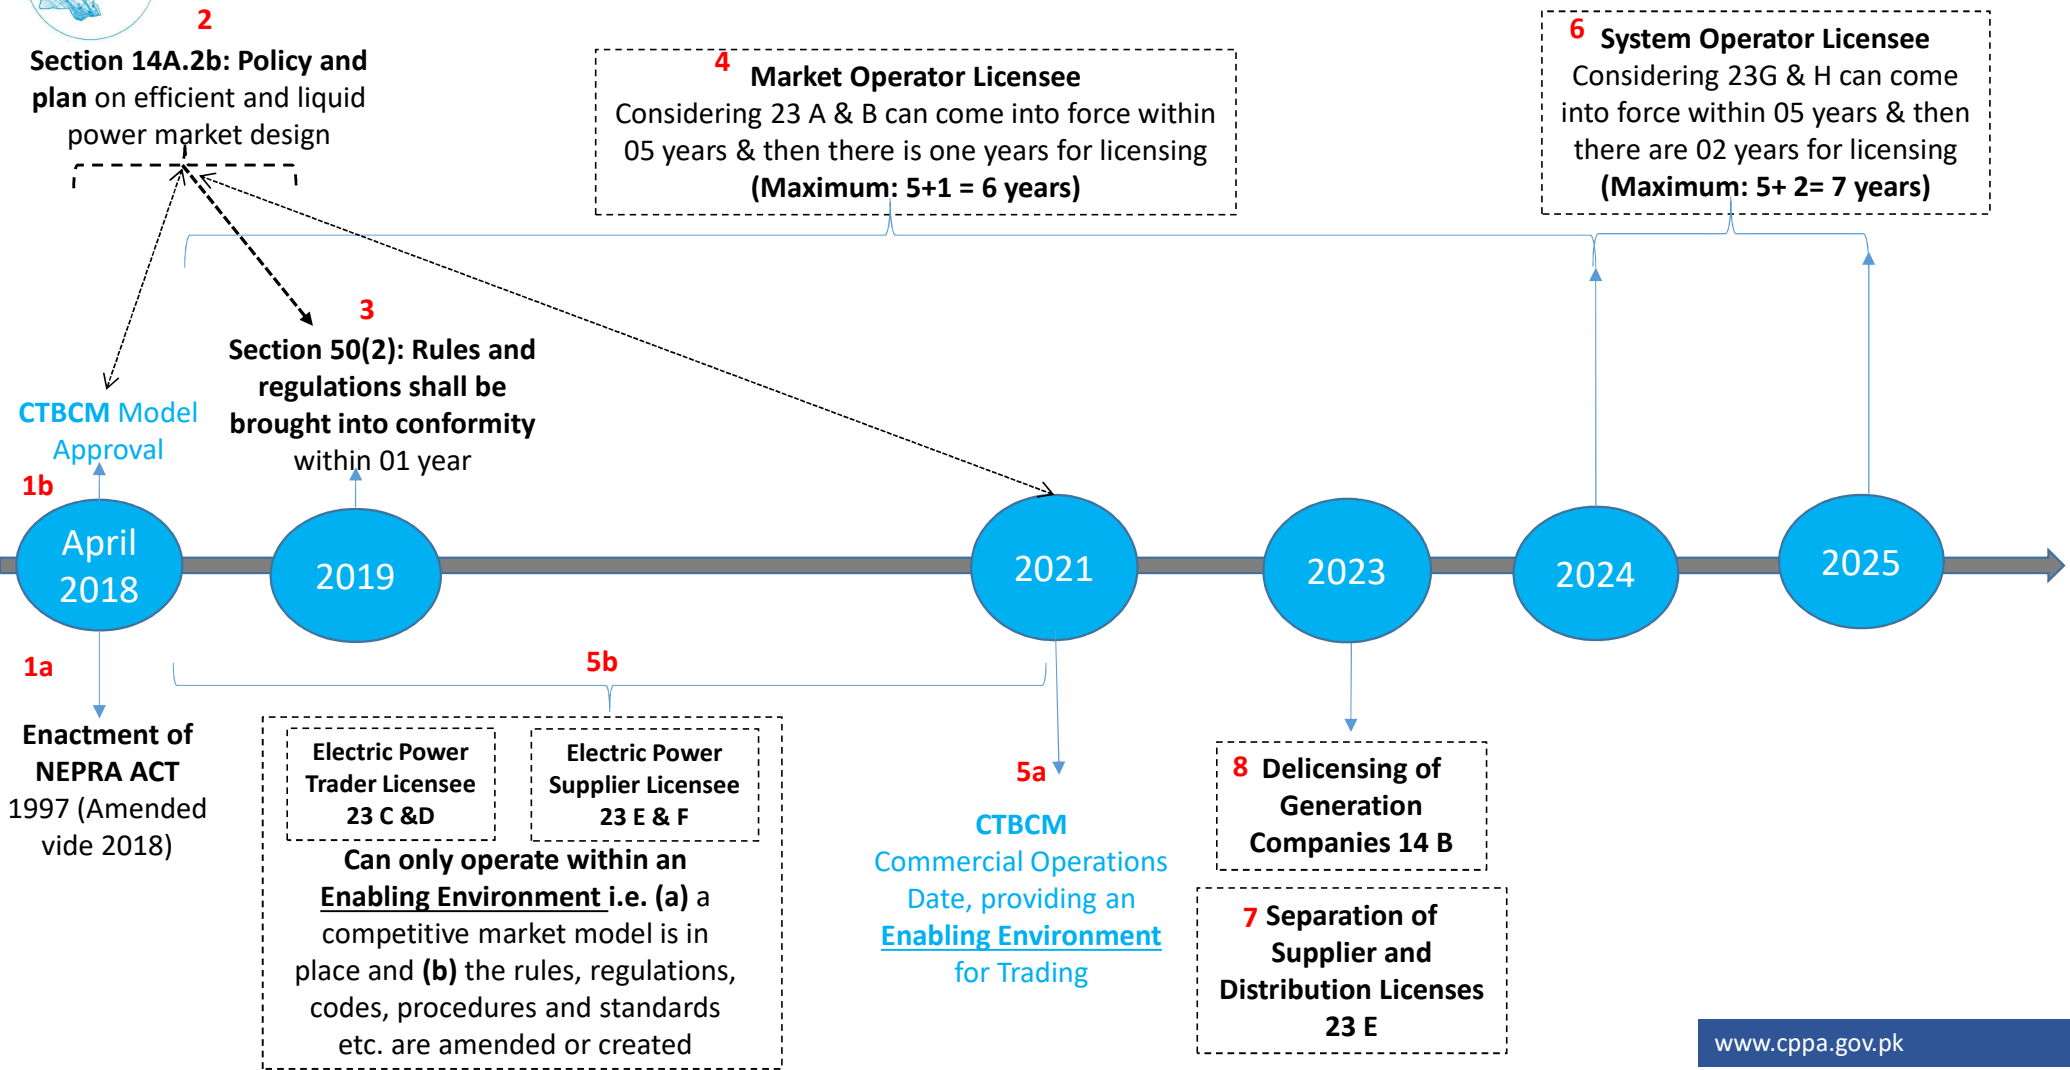 2
Section 14A.2b: Policy and
plan on efficient and liquid
power market design
4
Market Operator Licensee
Considering 23 A & B can come into force within
05 years & then there is one years for licensing
(Maximum: 5+1 = 6 years)
6
System Operator Licensee
Considering 23G & H can come
into force within 05 years & then
there are 02 years for licensing
(Maximum: 5+ 2= 7 years)
3
Section 50(2): Rules and
regulations shall be
brought into conformity
within 01 year
CTBCM Model
Approval
1b
April
2018
2019
2021
2023
2024
2025
1a
Enactment of
NEPRA ACT
1997 (Amended
vide 2018)
5b
Electric Power
Trader Licensee
23 C &D
Electric Power
Supplier Licensee
23 E & F
Can only operate within an
Enabling Environment i.e. (a) a
competitive market model is in
place and (b) the rules, regulations,
codes, procedures and standards
etc. are amended or created
5a
CTBCM
Commercial Operations
Date, providing an
Enabling Environment
for Trading
8
Delicensing of
Generation
Companies 14 B
7
Separation of
Supplier and
Distribution Licenses
23 E
www.cppa.gov.pk